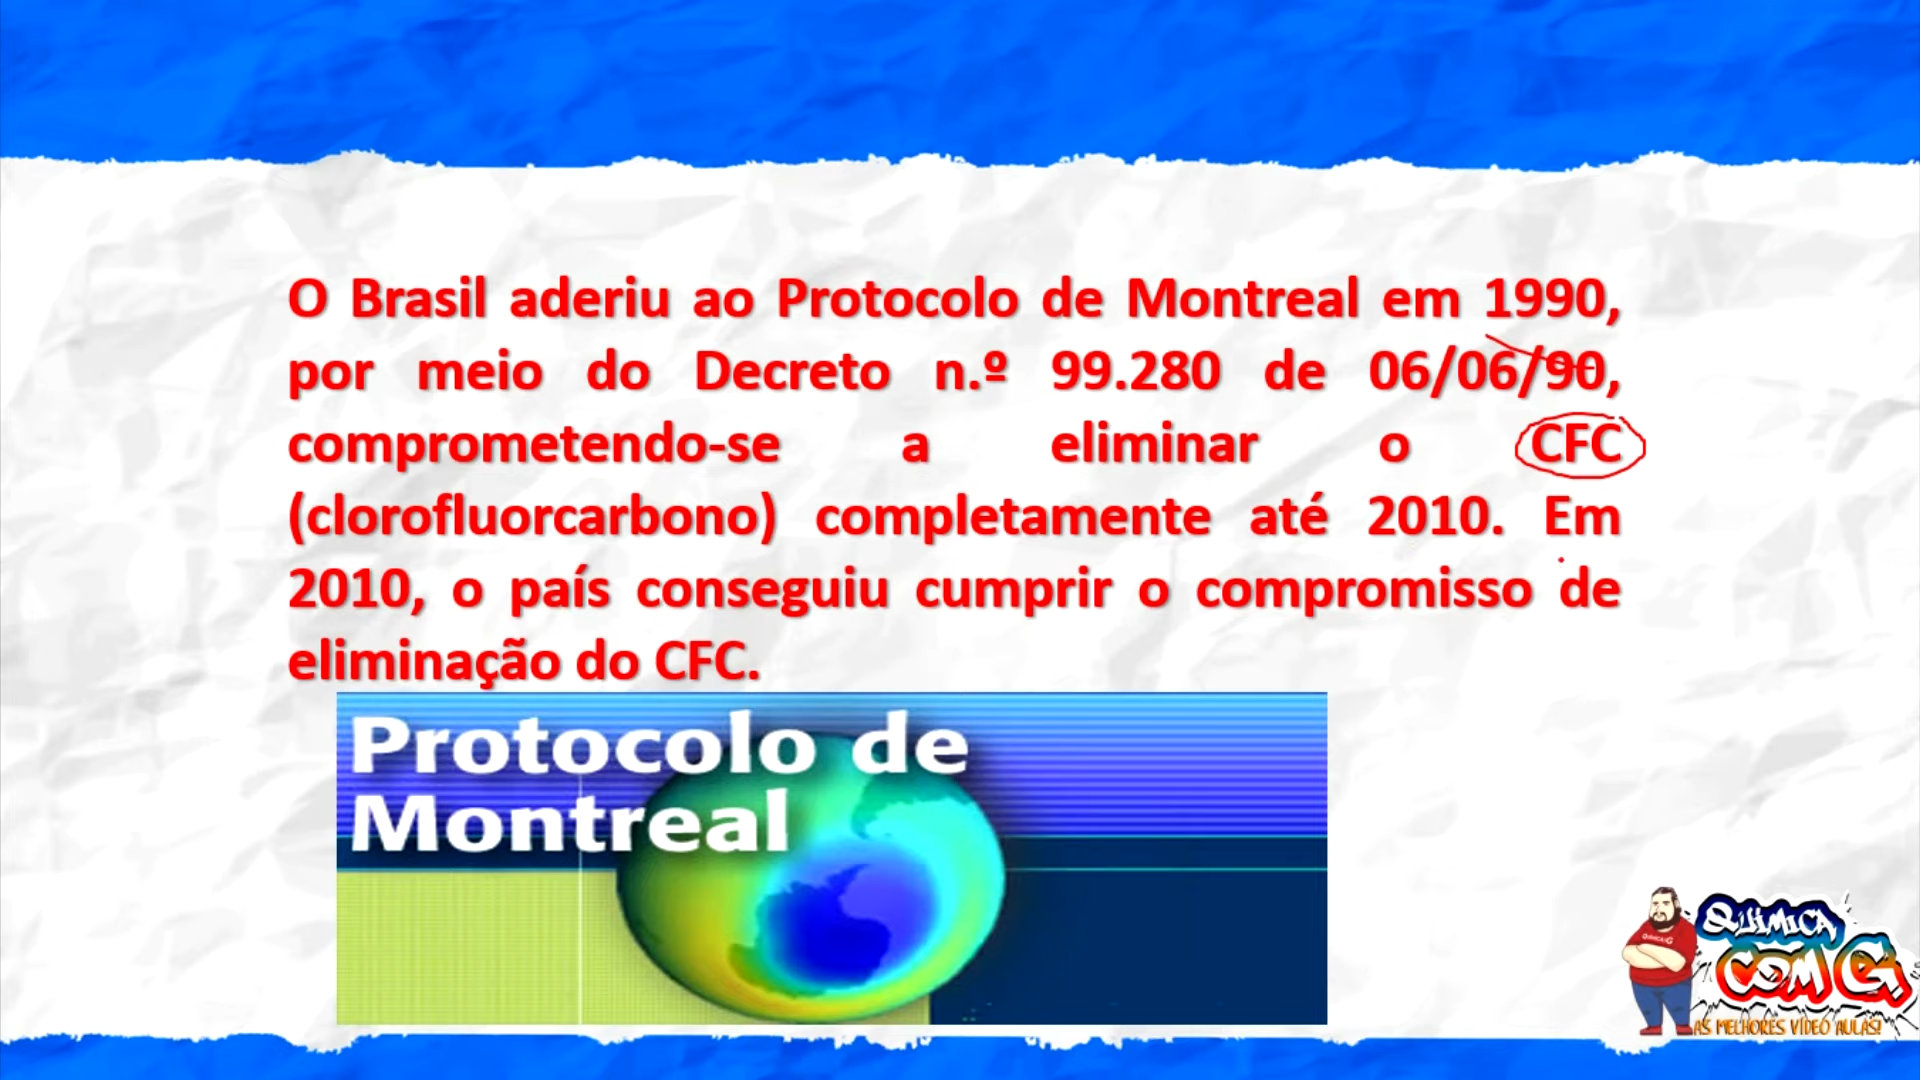 O Brasil aderiu ao Protocolo de Montreal em 1990,
por meio do Decreto n.º 99.280 de 06/06/90,
comprometendo-se a eliminar o CFC
(clorofluorcarbono) completamente até 2010. Em
2010, o país conseguiu cumprir o compromisso de
eliminação do CFC.
Protocolo de
Montreal
QUIMICA
COM G
AS MELHORES VÍDEO AULAS!